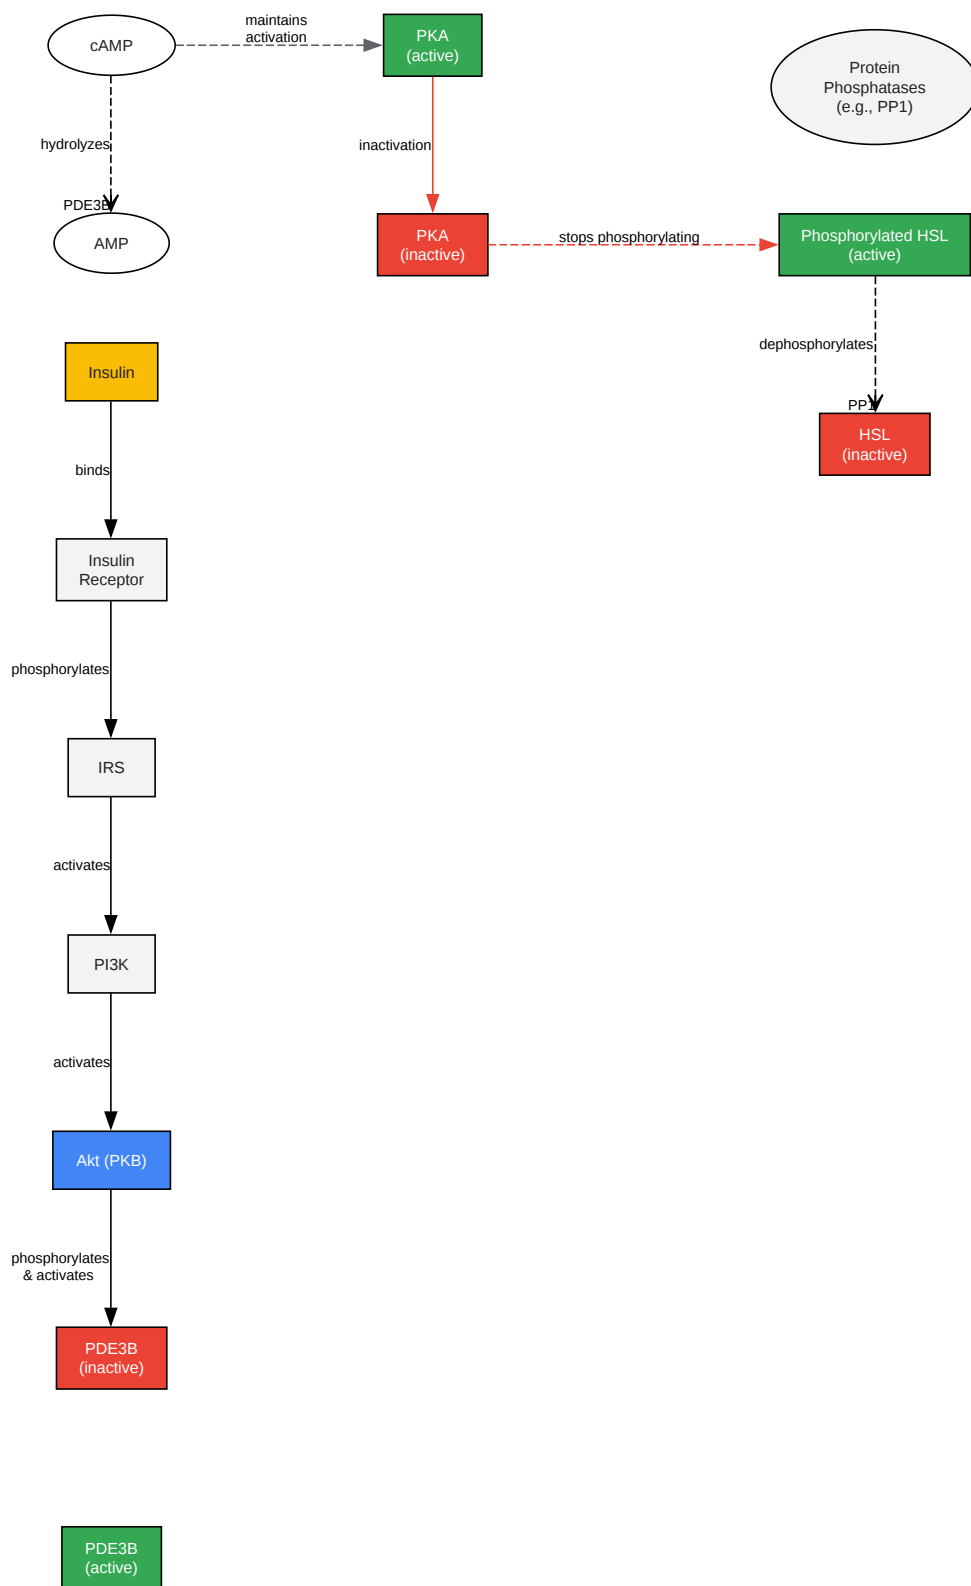 maintains
activation
cAMP
PKA
(active)
Protein
Phosphatases
(e.g., PP1)
hydrolyzes
inactivation
PDE3B
AMP
PKA
(inactive)
stops phosphorylating
Phosphorylated HSL
(active)
dephosphorylates
PP1
HSL
(inactive)
Insulin
binds
Insulin
Receptor
phosphorylates
IRS
activates
PI3K
activates
Akt (PKB)
phosphorylates
& activates
PDE3B
(inactive)
PDE3B
(active)